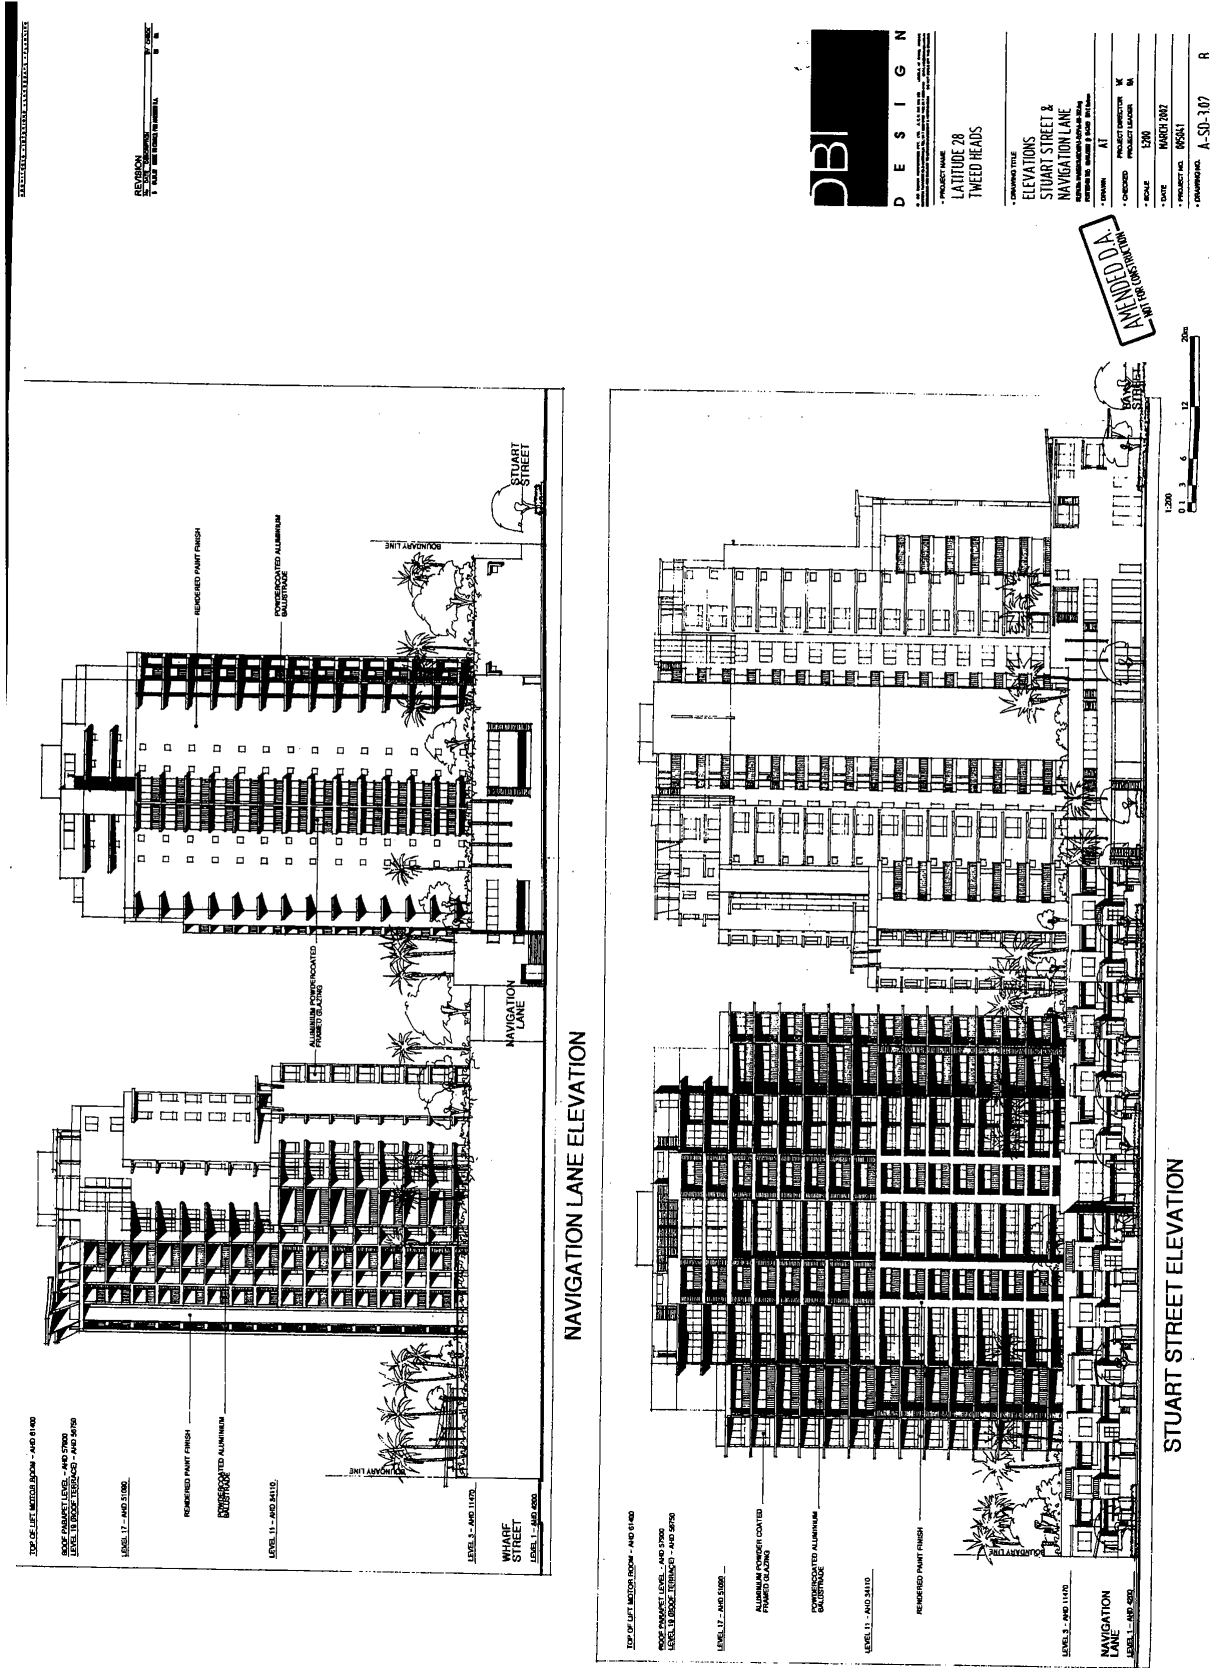 REVISION
DBI
D E S I G N
PROJECT NAME
LATITUDE 28
TWEED HEADS
DRAWING TITLE
ELEVATIONS
STUART STREET &
NAVIGATION LANE
DRAWN AT
CHECKED PROJECT DIRECTOR
PROJECT LEADER
SCALE 1:200
DATE MARCH 2002
PROJECT NO.
DRAWING NO. A-SD-3.07 R
AMENDED D.A.
NOT FOR CONSTRUCTION
TOP OF LIFT MOTOR ROOM - AHD 61400
ROOF PARAPET LEVEL - AHD 57900
LEVEL 19 (ROOF TERRACE) - AHD 56750
LEVEL 17 - AHD 51090
LEVEL 11 - AHD 34110
LEVEL 3 - AHD 11470
WHARF
STREET
LEVEL 1 - AHD 4200
RENDERED PAINT FINISH
POWDERCOATED ALUMINIUM
BALUSTRADE
BOUNDARY LINE
ALUMINIUM POWDERCOATED
FRAMED GLAZING
NAVIGATION
LANE
RENDERED PAINT FINISH
POWDERCOATED ALUMINIUM
BALUSTRADE
BOUNDARY LINE
STUART
STREET
NAVIGATION LANE ELEVATION
TOP OF LIFT MOTOR ROOM - AHD 61400
ROOF PARAPET LEVEL - AHD 57900
LEVEL 19 (ROOF TERRACE) - AHD 56750
LEVEL 17 - AHD 51090
ALUMINIUM POWDER COATED
FRAMED GLAZING
POWDERCOATED ALUMINIUM
BALUSTRADE
LEVEL 11 - AHD 34110
RENDERED PAINT FINISH
BOUNDARY LINE
LEVEL 3 - AHD 11470
NAVIGATION
LANE
LEVEL 1 - AHD 4200
BAY
STREET
STUART STREET ELEVATION
1:200
0 1 3 6 12 20m